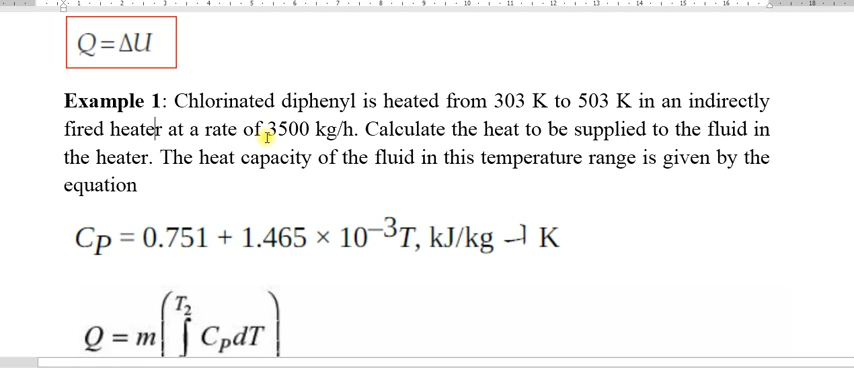 Q=ΔU
Example 1: Chlorinated diphenyl is heated from 303 K to 503 K in an indirectly
fired heater at a rate of 3500 kg/h. Calculate the heat to be supplied to the fluid in
the heater. The heat capacity of the fluid in this temperature range is given by the
equation
Cp = 0.751 + 1.465 × 10⁻³T, kJ/kg K
Q = m(∫ T₂ CpdT)